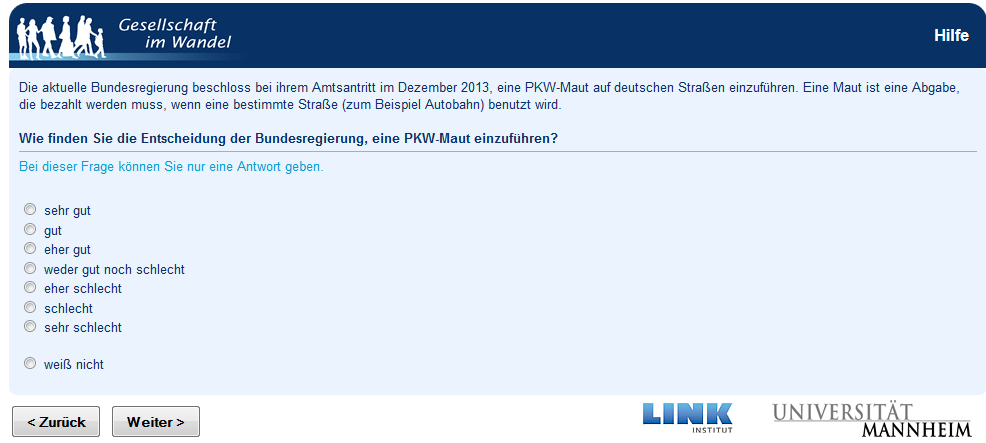 Gesellschaft
im Wandel
Hilfe
Die aktuelle Bundesregierung beschloss bei ihrem Amtsantritt im Dezember 2013, eine PKW-Maut auf deutschen Straßen einzuführen. Eine Maut ist eine Abgabe,
die bezahlt werden muss, wenn eine bestimmte Straße (zum Beispiel Autobahn) benutzt wird.
Wie finden Sie die Entscheidung der Bundesregierung, eine PKW-Maut einzuführen?
Bei dieser Frage können Sie nur eine Antwort geben.
sehr gut
gut
eher gut
weder gut noch schlecht
eher schlecht
schlecht
sehr schlecht
weiß nicht
< Zurück
Weiter >
LINK
INSTITUT
UNIVERSITÄT
MANNHEIM